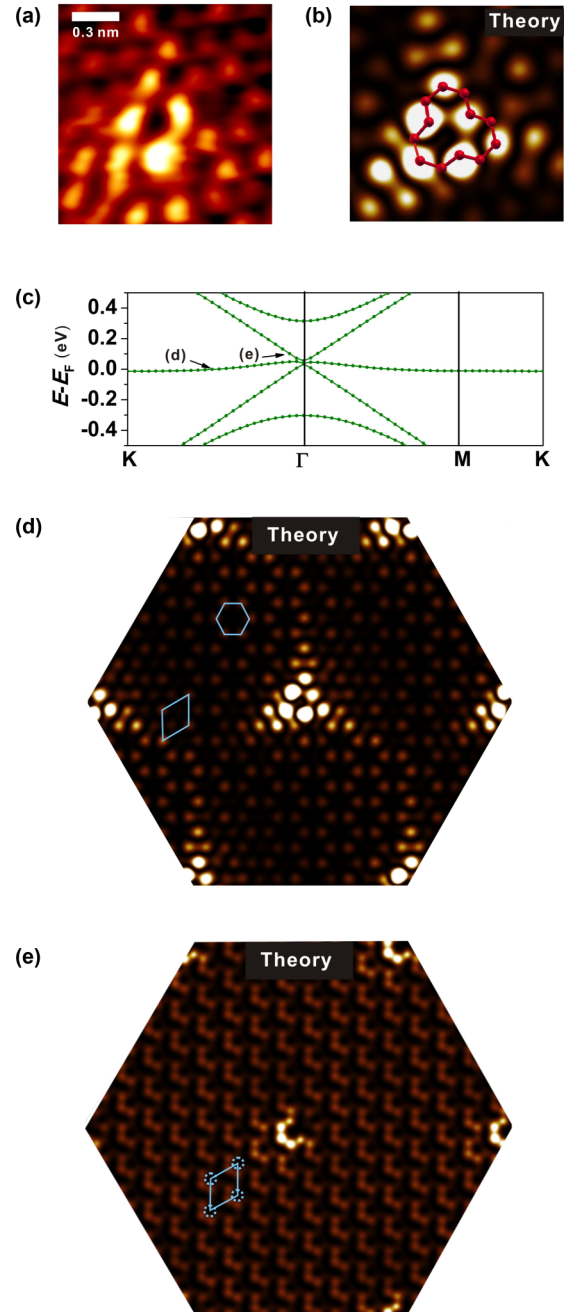 (a)
0.3 nm
(b)
Theory
(c)
E-E_F (eV)
0.4
0.2
0.0
-0.2
-0.4
(d)
(e)
K
Γ
M
K
(d)
Theory
(e)
Theory